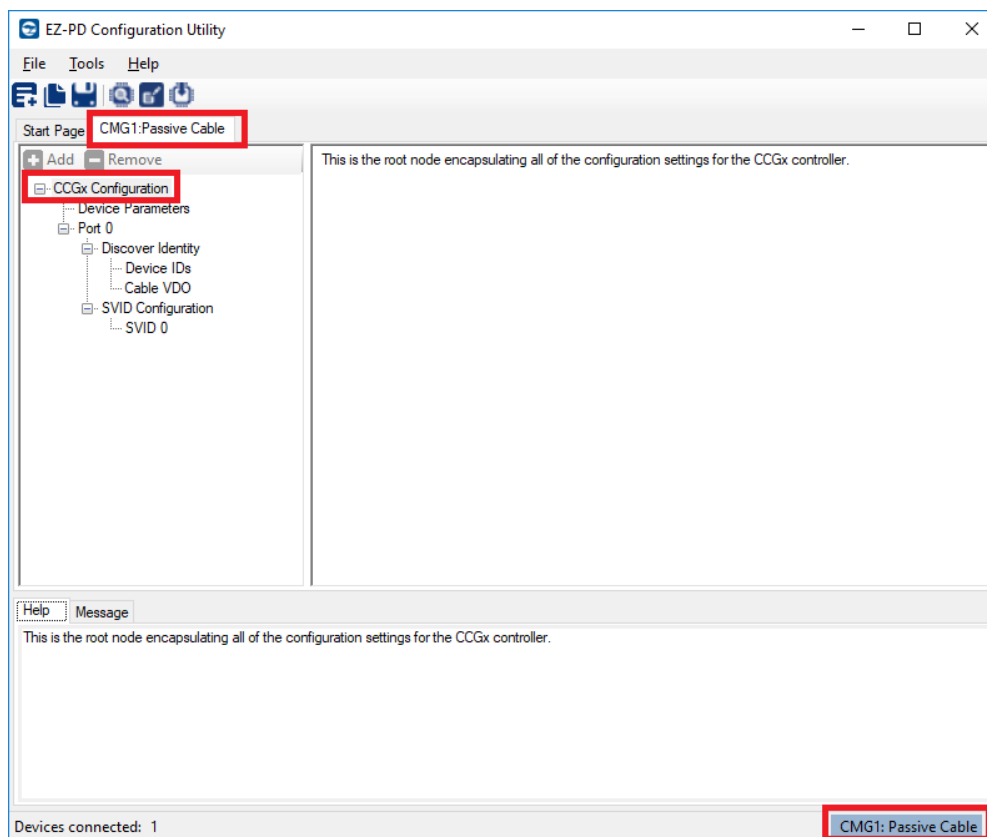 EZ-PD Configuration Utility
File Tools Help
Start Page CMG1:Passive Cable
Add Remove
This is the root node encapsulating all of the configuration settings for the CCGx controller.
CCGx Configuration
Device Parameters
Port 0
Discover Identity
Device IDs
Cable VDO
SVID Configuration
SVID 0
Help Message
This is the root node encapsulating all of the configuration settings for the CCGx controller.
Devices connected: 1
CMG1: Passive Cable